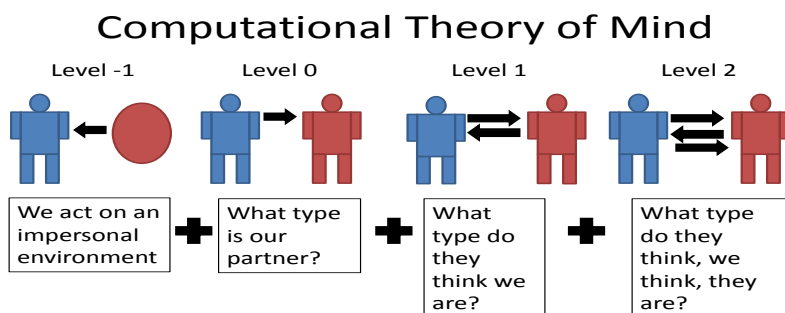 Computational Theory of Mind
Level -1
Level 0
Level 1
Level 2
We act on an
impersonal
environment
What type
is our
partner?
What
type do
they
think we
are?
What type
do they
think, we
think, they
are?